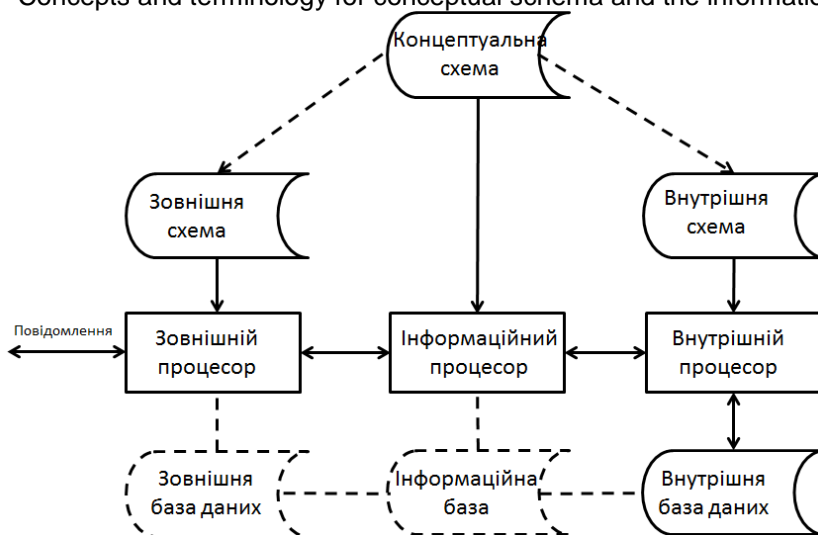 Concepts and terminology for conceptual schema and the informatio
Концептуальна
схема
Зовнішня
схема
Внутрішня
схема
Повідомлення
Зовнішній
процесор
Інформаційний
процесор
Внутрішній
процесор
Зовнішня
база даних
Інформаційна
база
Внутрішня
база даних